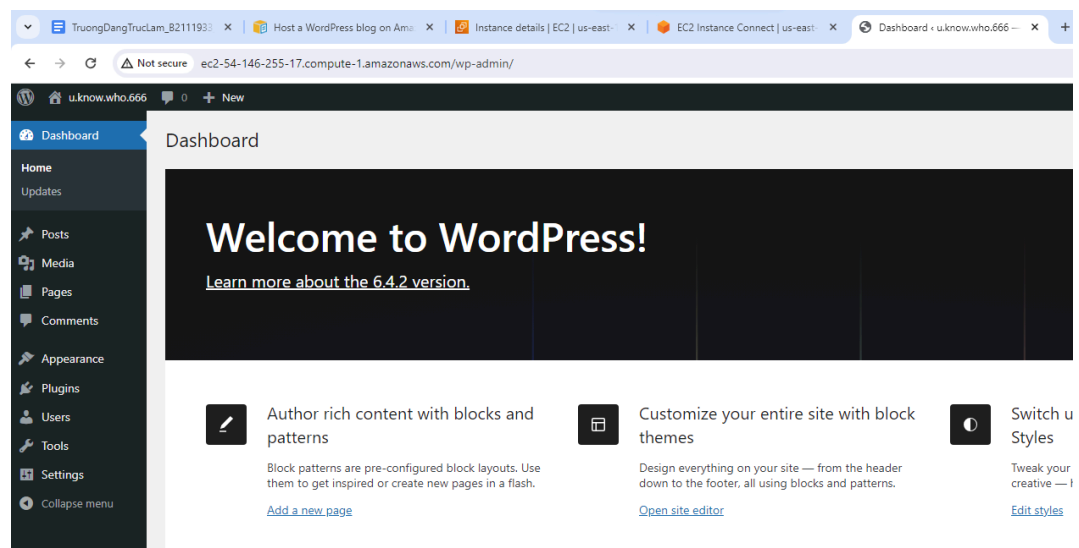 TruongDangTrucLam_B2111933
Host a WordPress blog on Ama
Instance details | EC2 | us-east-
EC2 Instance Connect | us-east-
Dashboard ‹ u.know.who.666 —
Not secure ec2-54-146-255-17.compute-1.amazonaws.com/wp-admin/
u.know.who.666 0 + New
Dashboard
Home
Updates
Posts
Media
Pages
Comments
Appearance
Plugins
Users
Tools
Settings
Collapse menu
Dashboard
Welcome to WordPress!
Learn more about the 6.4.2 version.
Author rich content with blocks and
patterns
Block patterns are pre-configured block layouts. Use
them to get inspired or create new pages in a flash.
Add a new page
Customize your entire site with block
themes
Design everything on your site — from the header
down to the footer, all using blocks and patterns.
Open site editor
Switch u
Styles
Tweak your
creative —
Edit styles